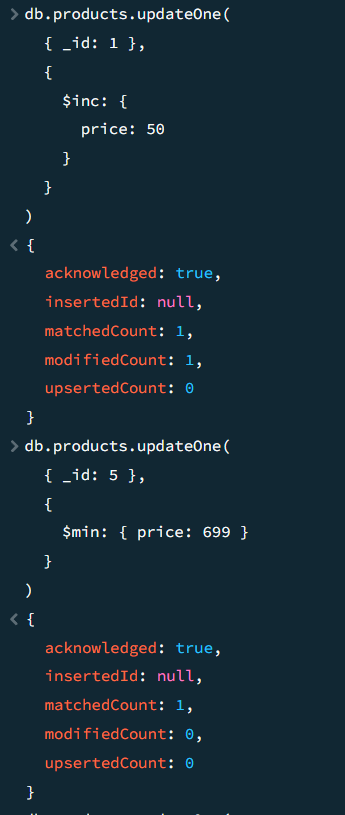 > db.products.updateOne(
{ _id: 1 },
{
$inc: {
price: 50
}
}
)
< {
acknowledged: true,
insertedId: null,
matchedCount: 1,
modifiedCount: 1,
upsertedCount: 0
}
> db.products.updateOne(
{ _id: 5 },
{
$min: { price: 699 }
}
)
< {
acknowledged: true,
insertedId: null,
matchedCount: 1,
modifiedCount: 0,
upsertedCount: 0
}